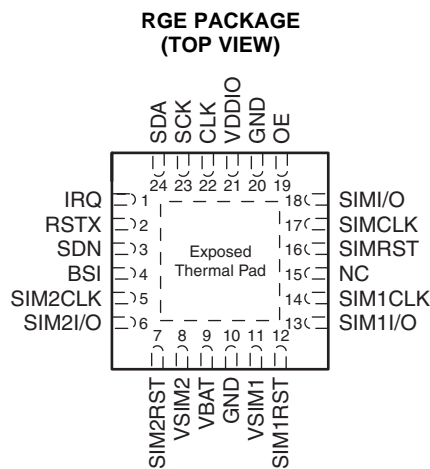 RGE PACKAGE
(TOP VIEW)
SDA
SCK
CLK
VDDIO
GND
OE
24 23 22 21 20 19
IRQ 1
RSTX 2
SDN 3
BSI 4
SIM2CLK 5
SIM2I/O 6
Exposed
Thermal Pad
18 SIMI/O
17 SIMCLK
16 SIMRST
15 NC
14 SIM1CLK
13 SIM1I/O
7 8 9 10 11 12
SIM2RST
VSIM2
VBAT
GND
VSIM1
SIM1RST